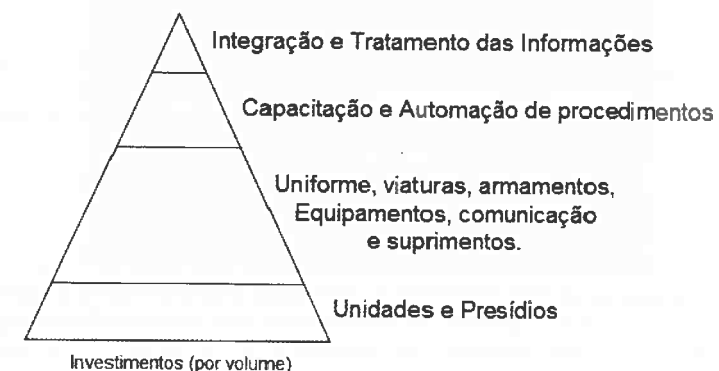 Integração e Tratamento das Informações
Capacitação e Automação de procedimentos
Uniforme, viaturas, armamentos,
Equipamentos, comunicação
e suprimentos.
Unidades e Presídios
Investimentos (por volume)